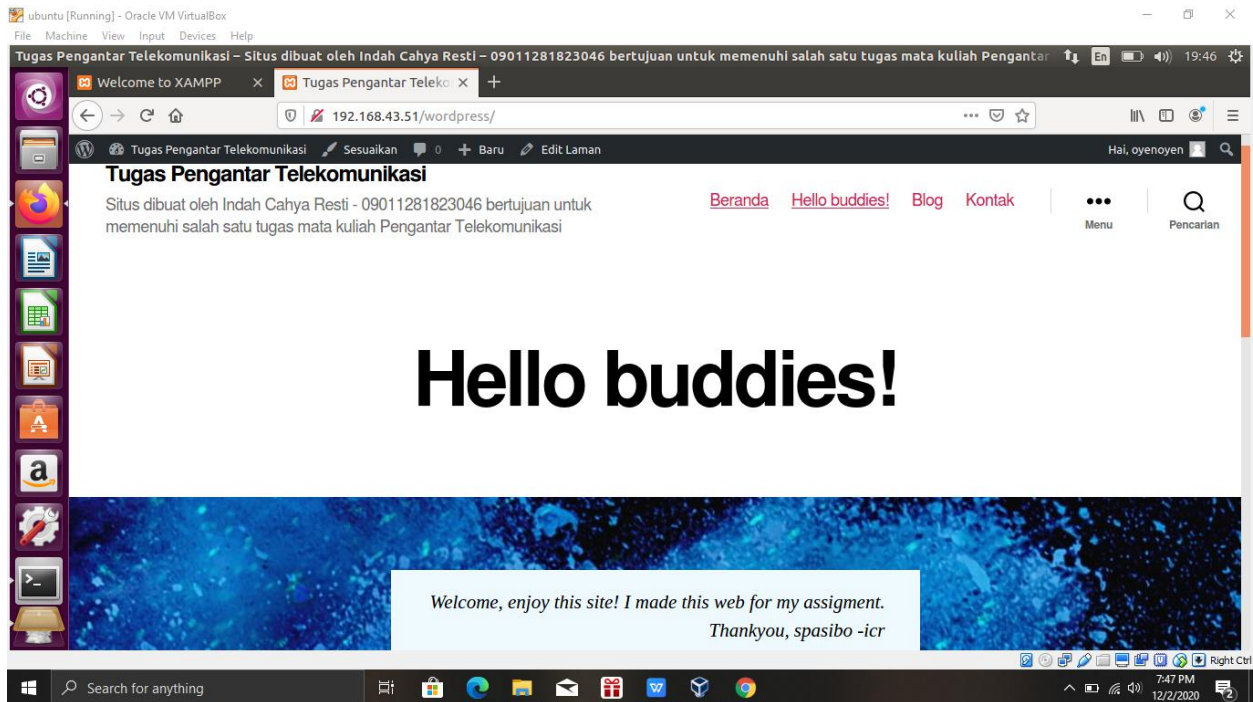 ubuntu [Running] - Oracle VM VirtualBox
File Machine View Input Devices Help
Tugas Pengantar Telekomunikasi – Situs dibuat oleh Indah Cahya Resti – 09011281823046 bertujuan untuk memenuhi salah satu tugas mata kuliah Pengantar En 19:46
Welcome to XAMPP Tugas Pengantar Teleko
192.168.43.51/wordpress/
Tugas Pengantar Telekomunikasi Sesuaikan 0 + Baru Edit Laman Hai, oyenoyen
Tugas Pengantar Telekomunikasi
Situs dibuat oleh Indah Cahya Resti - 09011281823046 bertujuan untuk
memenuhi salah satu tugas mata kuliah Pengantar Telekomunikasi
Beranda Hello buddies! Blog Kontak
Menu Pencarian
Hello buddies!
Welcome, enjoy this site! I made this web for my assigment.
Thankyou, spasibo -icr
Right Ctrl
Search for anything
7:47 PM
12/2/2020
2